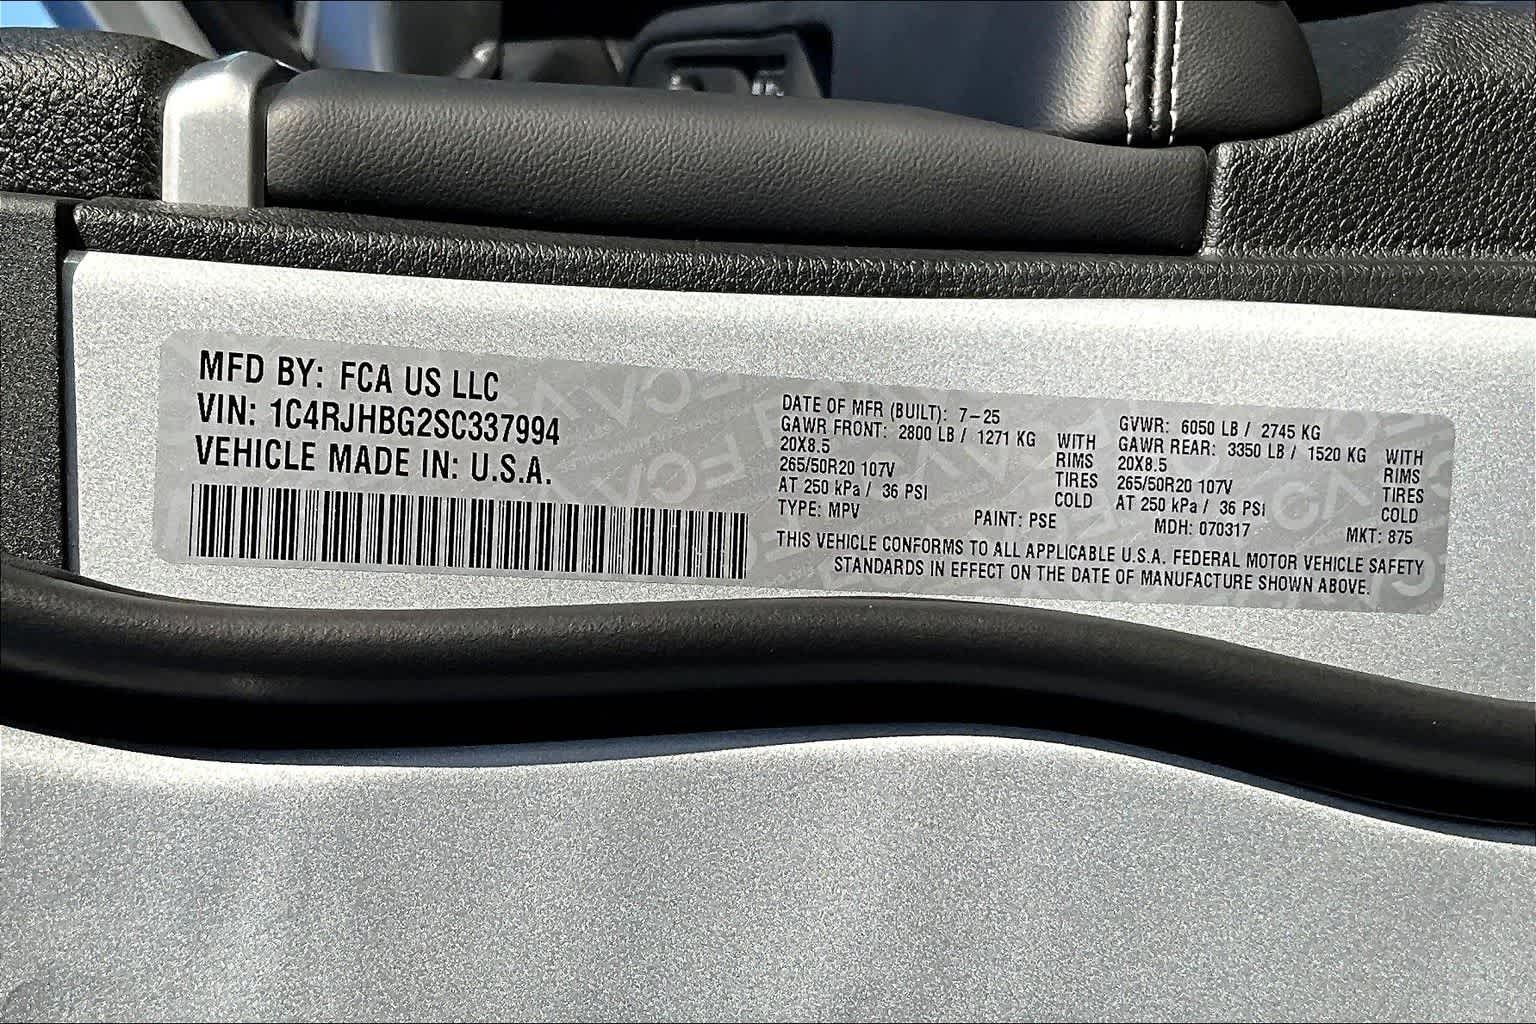 MFD BY: FCA US LLC
VIN: 1C4RJHBG2SC337994
VEHICLE MADE IN: U.S.A.
DATE OF MFR (BUILT): 7-25
GAWR FRONT: 2800 LB / 1271 KG WITH
20X8.5 RIMS
265/50R20 107V TIRES
AT 250 kPa / 36 PSI COLD
GVWR: 6050 LB / 2745 KG
GAWR REAR: 3350 LB / 1520 KG WITH
20X8.5 RIMS
265/50R20 107V TIRES
AT 250 kPa / 36 PSI COLD
TYPE: MPV PAINT: PSE MDH: 070317 MKT: 875
THIS VEHICLE CONFORMS TO ALL APPLICABLE U.S.A. FEDERAL MOTOR VEHICLE SAFETY
STANDARDS IN EFFECT ON THE DATE OF MANUFACTURE SHOWN ABOVE.